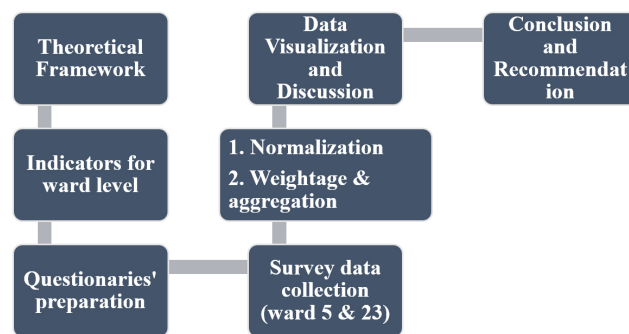 Theoretical
Framework
Indicators for
ward level
Questionaries'
preparation
Survey data
collection
(ward 5 & 23)
1. Normalization
2. Weightage &
aggregation
Data
Visualization
and
Discussion
Conclusion
and
Recommendat
ion